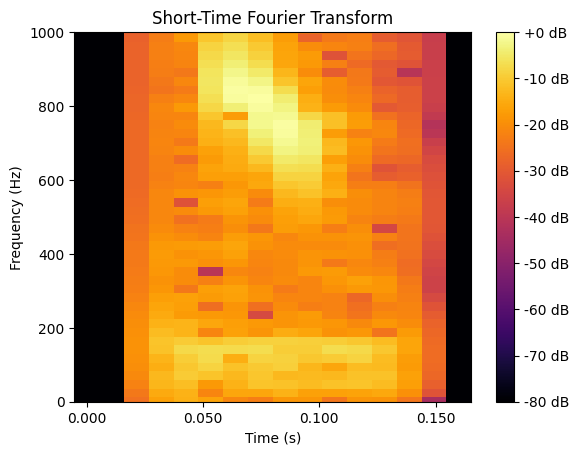 Short-Time Fourier Transform
Frequency (Hz)
1000
800
600
400
200
0
0.000
0.050
0.100
0.150
Time (s)
+0 dB
-10 dB
-20 dB
-30 dB
-40 dB
-50 dB
-60 dB
-70 dB
-80 dB